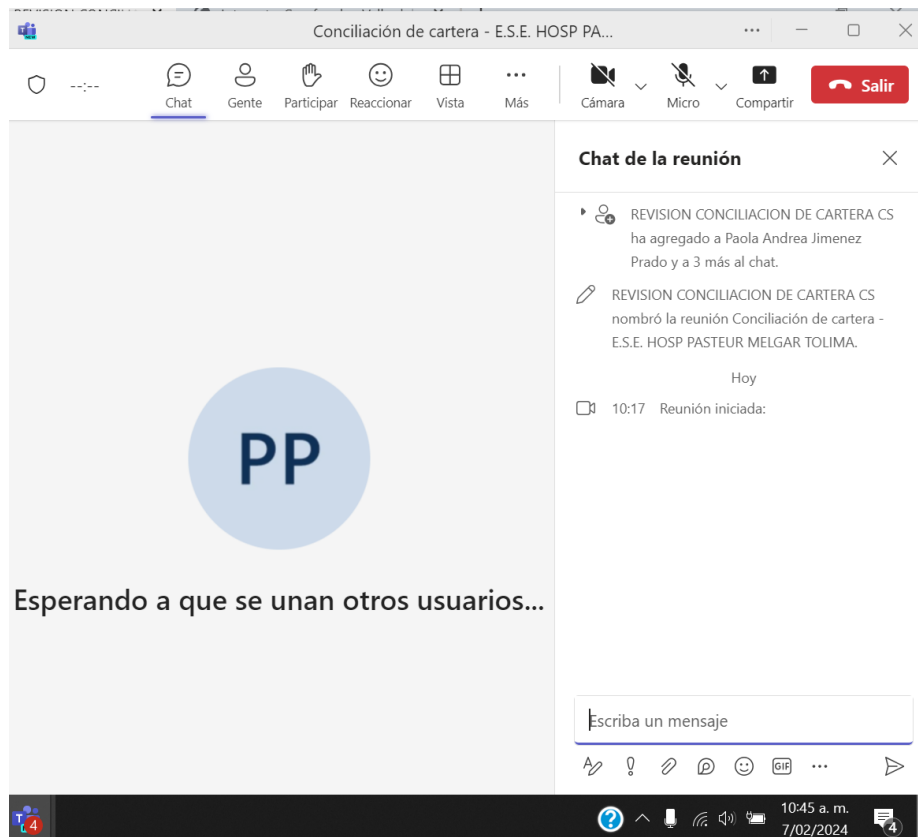 Conciliación de cartera - E.S.E. HOSP PA...
--:--
Chat
Gente
Participar
Reaccionar
Vista
Más
Cámara
Micro
Compartir
Salir
Chat de la reunión
REVISION CONCILIACION DE CARTERA CS
ha agregado a Paola Andrea Jimenez
Prado y a 3 más al chat.
REVISION CONCILIACION DE CARTERA CS
nombró la reunión Conciliación de cartera -
E.S.E. HOSP PASTEUR MELGAR TOLIMA.
Hoy
10:17 Reunión iniciada:
PP
Esperando a que se unan otros usuarios...
Escriba un mensaje
GIF
T
4
10:45 a. m.
7/02/2024
4